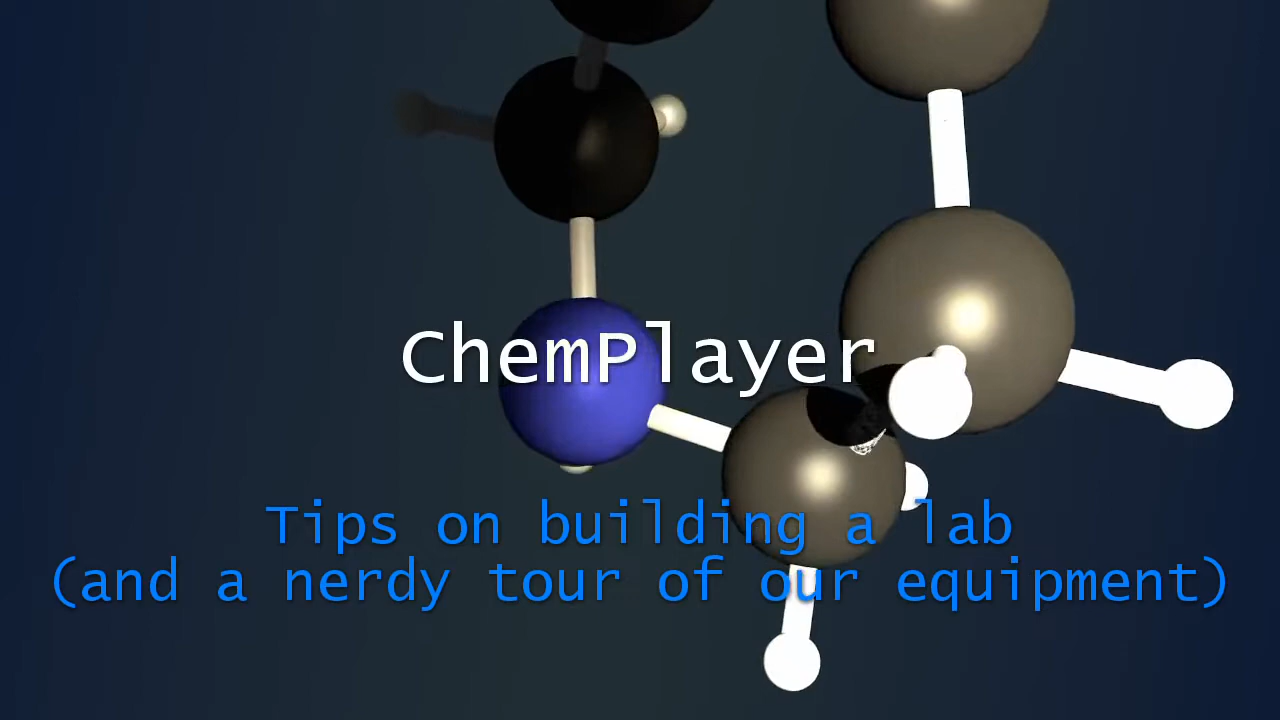 ChemPlayer
Tips on building a lab
(and a nerdy tour of our equipment)